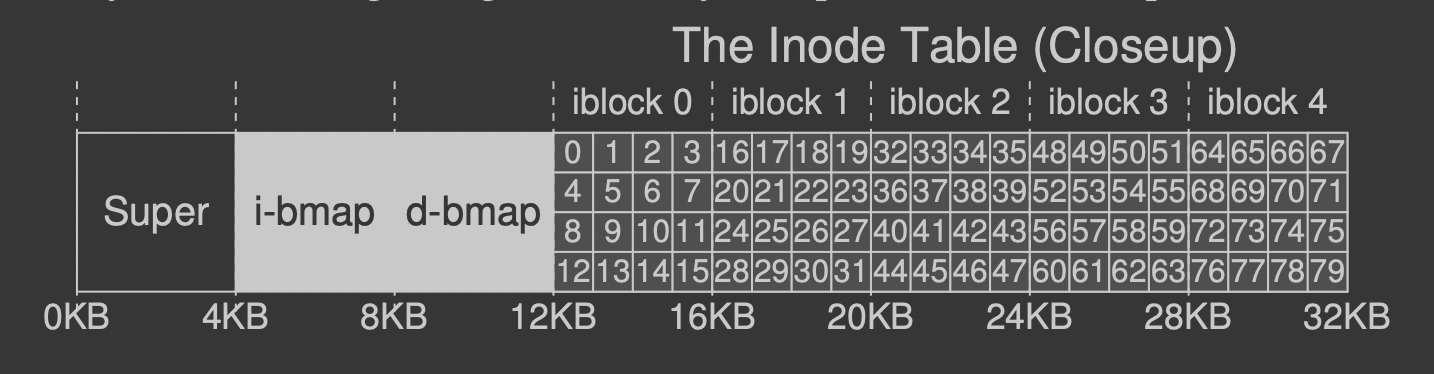 The Inode Table (Closeup)
iblock 0 iblock 1 iblock 2 iblock 3 iblock 4
0 1 2 3 16 17 18 19 32 33 34 35 48 49 50 51 64 65 66 67
4 5 6 7 20 21 22 23 36 37 38 39 52 53 54 55 68 69 70 71
Super i-bmap d-bmap
8 9 10 11 24 25 26 27 40 41 42 43 56 57 58 59 72 73 74 75
12 13 14 15 28 29 30 31 44 45 46 47 60 61 62 63 76 77 78 79
0KB 4KB 8KB 12KB 16KB 20KB 24KB 28KB 32KB